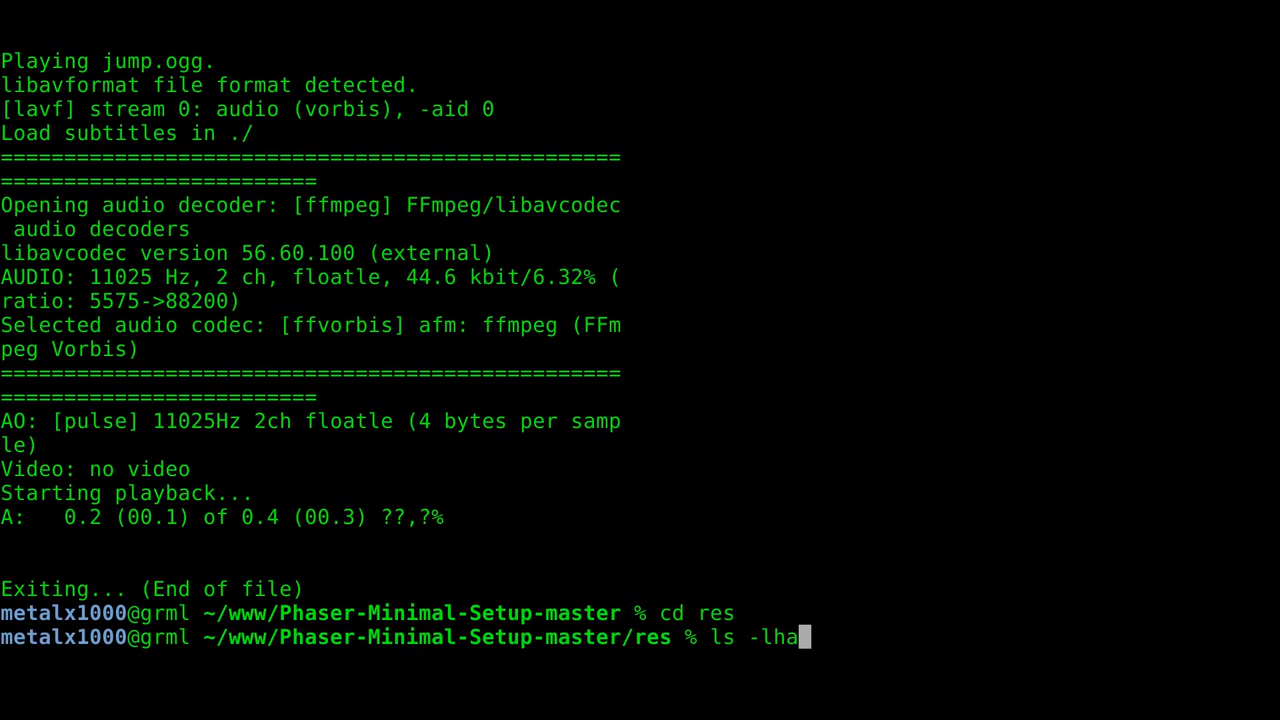 Playing jump.ogg.
libavformat file format detected.
[lavf] stream 0: audio (vorbis), -aid 0
Load subtitles in ./
=================================================
=========================
Opening audio decoder: [ffmpeg] FFmpeg/libavcodec
 audio decoders
libavcodec version 56.60.100 (external)
AUDIO: 11025 Hz, 2 ch, floatle, 44.6 kbit/6.32% (
ratio: 5575->88200)
Selected audio codec: [ffvorbis] afm: ffmpeg (FFm
peg Vorbis)
=================================================
=========================
AO: [pulse] 11025Hz 2ch floatle (4 bytes per samp
le)
Video: no video
Starting playback...
A:   0.2 (00.1) of 0.4 (00.3) ??,?%
Exiting... (End of file)
metalx1000@grml ~/www/Phaser-Minimal-Setup-master % cd res
metalx1000@grml ~/www/Phaser-Minimal-Setup-master/res % ls -lha